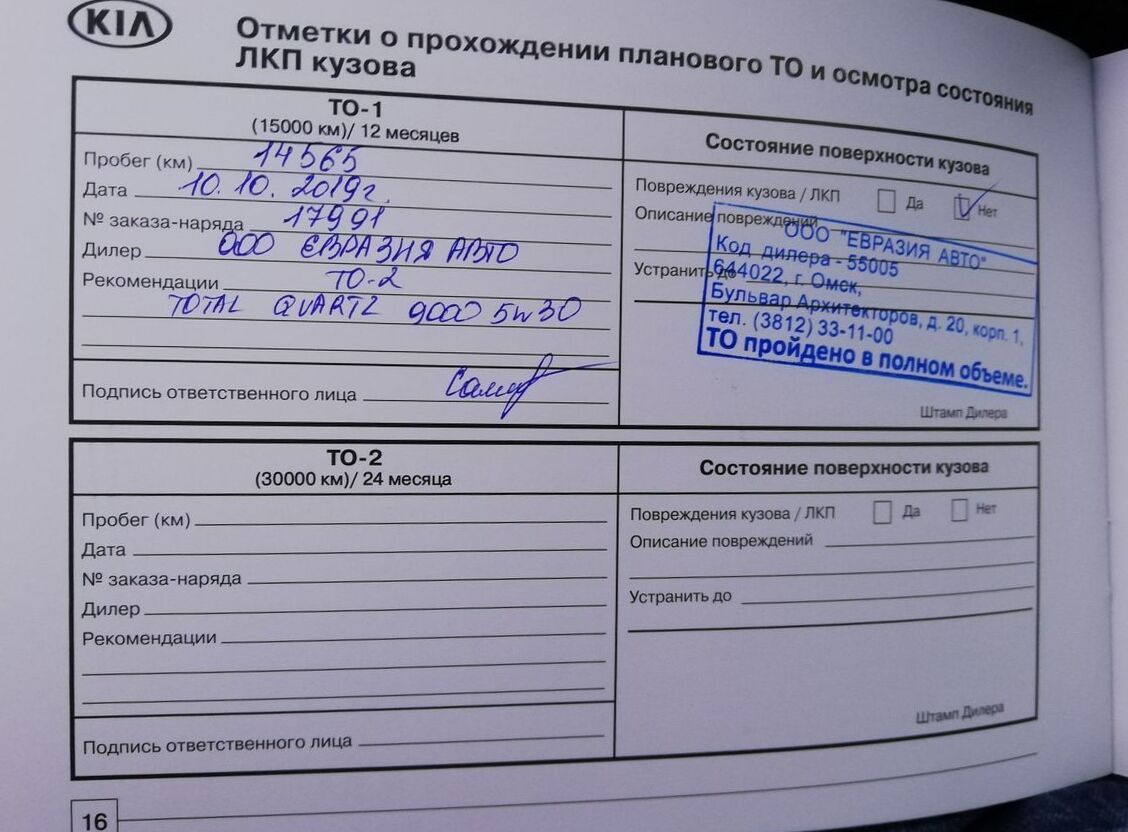 KIA
Отметки о прохождении планового ТО и осмотра состояния
ЛКП кузова
ТО-1
(15000 км)/ 12 месяцев
Пробег (км) 14565
Дата 10.10.2019г.
№ заказа-наряда 17991
Дилер ООО ЕВРАЗИЯ АВТО
Рекомендации ТО-2
TOTAL QUARTZ 9000 5w30
Подпись ответственного лица
Состояние поверхности кузова
Повреждения кузова / ЛКП Да Нет
Описание повреждений
Устранить до
ООО "ЕВРАЗИЯ АВТО"
Код дилера - 55005
644022, г. Омск,
Бульвар Архитекторов, д. 20, корп. 1,
тел. (3812) 33-11-00
ТО пройдено в полном объеме.
Штамп Дилера
ТО-2
(30000 км)/ 24 месяца
Пробег (км)
Дата
№ заказа-наряда
Дилер
Рекомендации
Подпись ответственного лица
Состояние поверхности кузова
Повреждения кузова / ЛКП Да Нет
Описание повреждений
Устранить до
Штамп Дилера
16